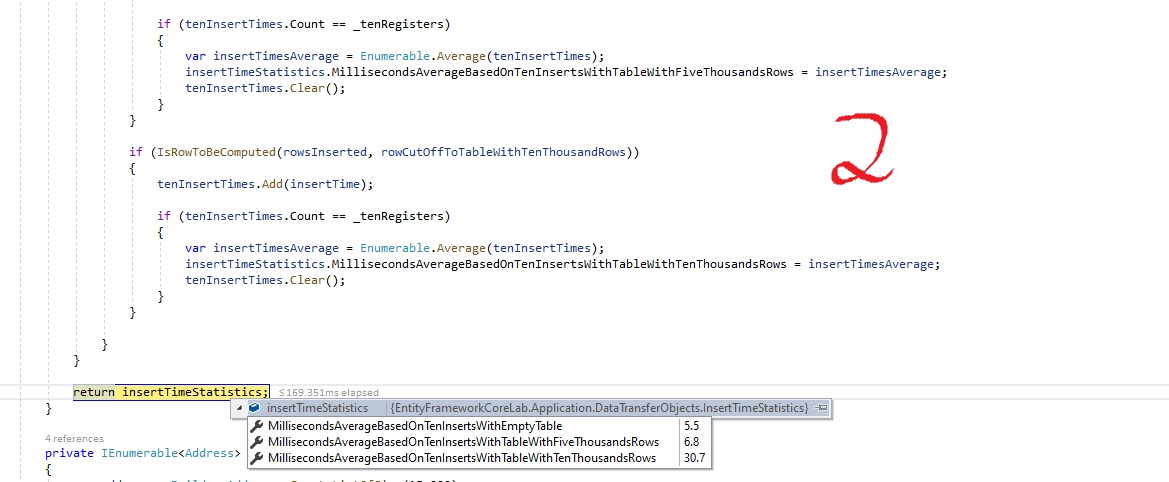 if (tenInsertTimes.Count == _tenRegisters)
{
var insertTimesAverage = Enumerable.Average(tenInsertTimes);
insertTimeStatistics.MillisecondsAverageBasedOnTenInsertsWithTableWithFiveThousandsRows = insertTimesAverage;
tenInsertTimes.Clear();
}
}
2
if (IsRowToBeComputed(rowsInserted, rowCutOffToTableWithTenThousandRows))
{
tenInsertTimes.Add(insertTime);
if (tenInsertTimes.Count == _tenRegisters)
{
var insertTimesAverage = Enumerable.Average(tenInsertTimes);
insertTimeStatistics.MillisecondsAverageBasedOnTenInsertsWithTableWithTenThousandsRows = insertTimesAverage;
tenInsertTimes.Clear();
}
}
}
}
return insertTimeStatistics; ≤169.351ms elapsed
}
insertTimeStatistics {EntityFrameworkCoreLab.Application.DataTransferObjects.InsertTimeStatistics}
MillisecondsAverageBasedOnTenInsertsWithEmptyTable 5.5
MillisecondsAverageBasedOnTenInsertsWithTableWithFiveThousandsRows 6.8
MillisecondsAverageBasedOnTenInsertsWithTableWithTenThousandsRows 30.7
4 references
private IEnumerable<Address>
{